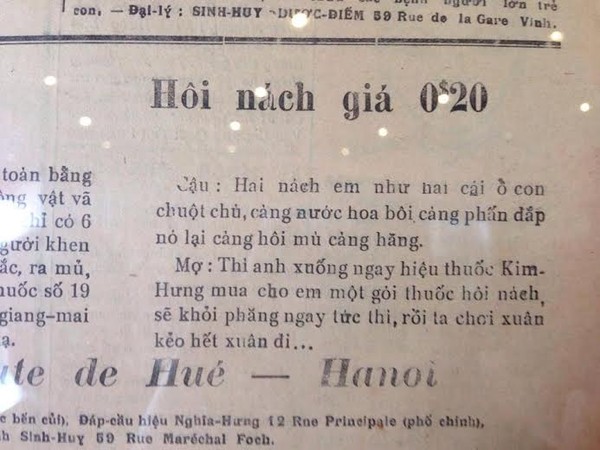 con. — Đại-lý : SINH-HUY DƯỢC-ĐIẾM 59 Rue de la Gare Vinh.
Hôi nách giá 0$20
toàn bằng
vật vã
hỉ có 6
gười khen
ắc, ra mủ,
uốc số 19
giang-mai
ạ.
Cậu : Hai nách em như hai cái ổ con
chuột chù, càng nước hoa bôi càng phấn đắp
nó lại càng hôi mù càng hăng.
Mợ : Thì anh xuống ngay hiệu thuốc Kim-
Hưng mua cho em một gói thuốc hôi nách,
sẽ khỏi phăng ngay tức thì, rồi ta chơi xuân
kẻo hết xuân đi...
ute de Hué — Hanoi
c bến củi), Đáp-cầu hiệu Nghĩa-Hưng 12 Rue Principale (phố chính),
h Sinh-Huy 59 Rue Maréchal Foch.